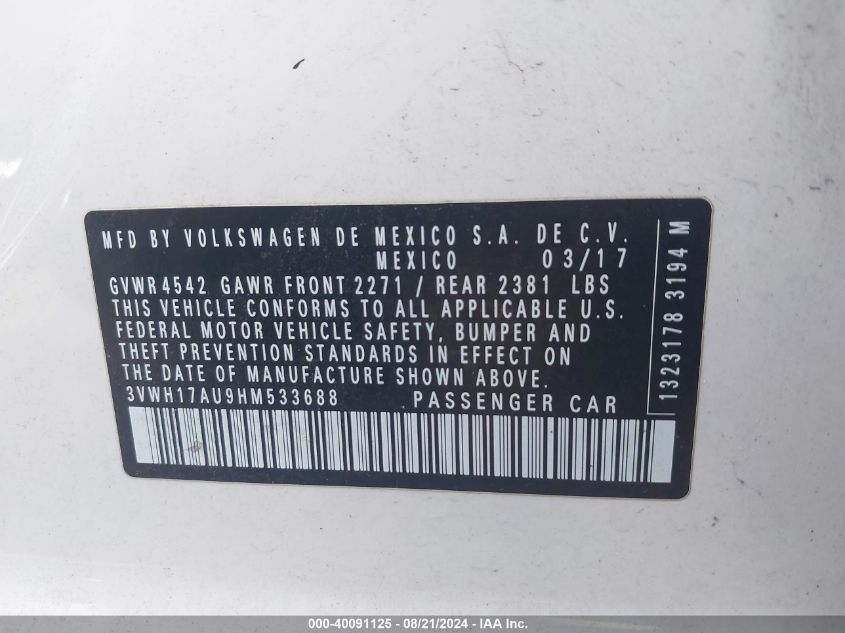 MFD BY VOLKSWAGEN DE MEXICO S.A. DE C.V.
MEXICO 03/17
GVWR 4542 GAWR FRONT 2271 / REAR 2381 LBS
THIS VEHICLE CONFORMS TO ALL APPLICABLE U.S.
FEDERAL MOTOR VEHICLE SAFETY, BUMPER AND
THEFT PREVENTION STANDARDS IN EFFECT ON
THE DATE OF MANUFACTURE SHOWN ABOVE.
3VWH17AU9HM533688 PASSENGER CAR
1323178 3194 M
000-40091125 - 08/21/2024 - IAA Inc.